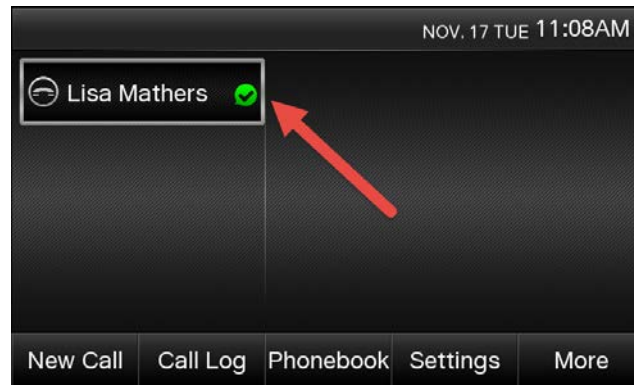 NOV. 17 TUE 11:08AM
Lisa Mathers
New Call Call Log Phonebook Settings More